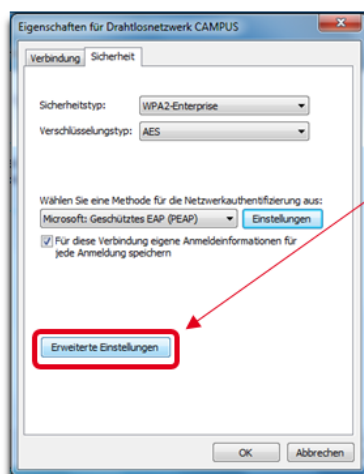 Eigenschaften für Drahtlosnetzwerk CAMPUS
Verbindung Sicherheit
Sicherheitstyp: WPA2-Enterprise
Verschlüsselungstyp: AES
Wählen Sie eine Methode für die Netzwerkauthentifizierung aus:
Microsoft: Geschütztes EAP (PEAP) Einstellungen
Für diese Verbindung eigene Anmeldeinformationen für
jede Anmeldung speichern
Erweiterte Einstellungen
OK Abbrechen